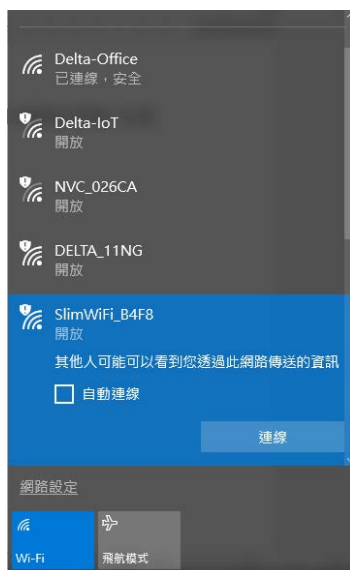 Delta-Office
已連線，安全
Delta-IoT
開放
NVC_026CA
開放
DELTA_11NG
開放
SlimWiFi_B4F8
開放
其他人可能可以看到您透過此網路傳送的資訊
自動連線
連線
網路設定
Wi-Fi
飛航模式